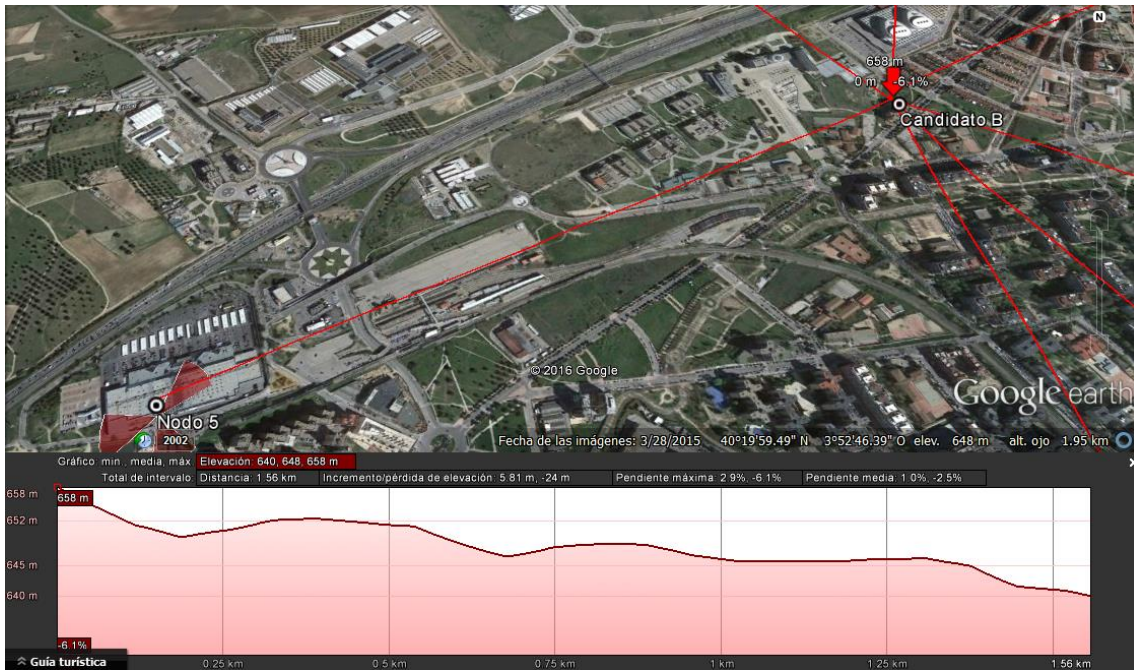 N
658 m
0 m -6.1%
Candidato B
© 2016 Google
Google earth
Nodo 5
2002
Fecha de las imágenes: 3/28/2015 40°19'59.49" N 3°52'46.39" O elev. 648 m alt. ojo 1.95 km
Gráfico: min., media, máx. Elevación: 640, 648, 658 m
Total de intervalo: Distancia: 1.56 km Incremento/pérdida de elevación: 5.81 m, -24 m Pendiente máxima: 2.9%, -6.1% Pendiente media: 1.0%, -2.5%
658 m
658 m
652 m
645 m
640 m
-6.1%
Guía turística
0.25 km 0.5 km 0.75 km 1 km 1.25 km 1.56 km